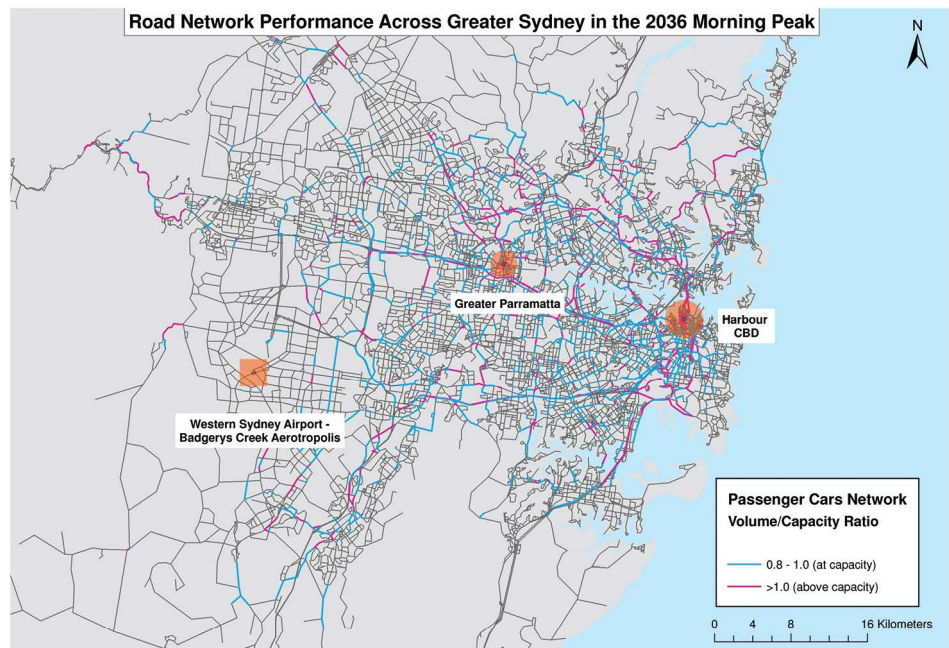 Road Network Performance Across Greater Sydney in the 2036 Morning Peak
N
Greater Parramatta
Harbour
CBD
Western Sydney Airport -
Badgerys Creek Aerotropolis
Passenger Cars Network
Volume/Capacity Ratio
0.8 - 1.0 (at capacity)
>1.0 (above capacity)
0 4 8 16 Kilometers